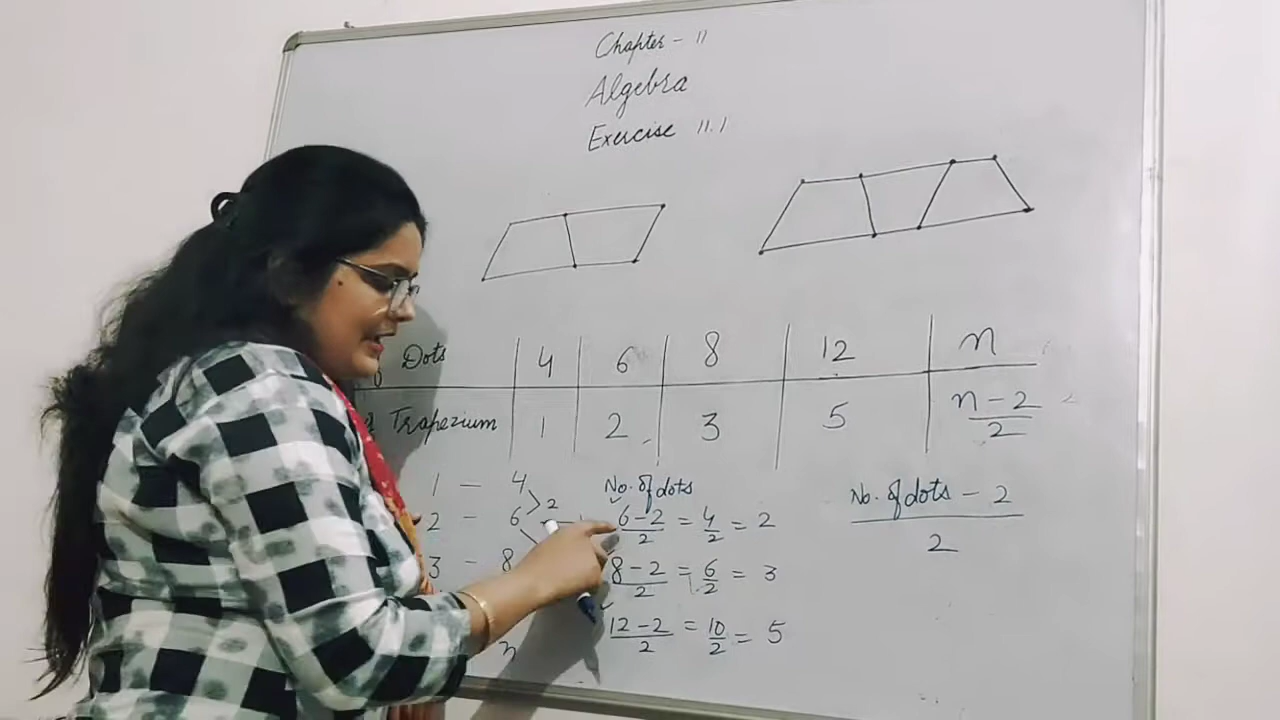 Chapter - 11
Algebra
Exercise 11.1
Dots 4 6 8 12 n
Trapezium 1 2 3 5 n-2/2
1 - 4
2 - 6
3 - 8
n
>2
No. of dots
6-2/2 = 4/2 = 2
8-2/2 = 6/2 = 3
12-2/2 = 10/2 = 5
No. of dots - 2
2